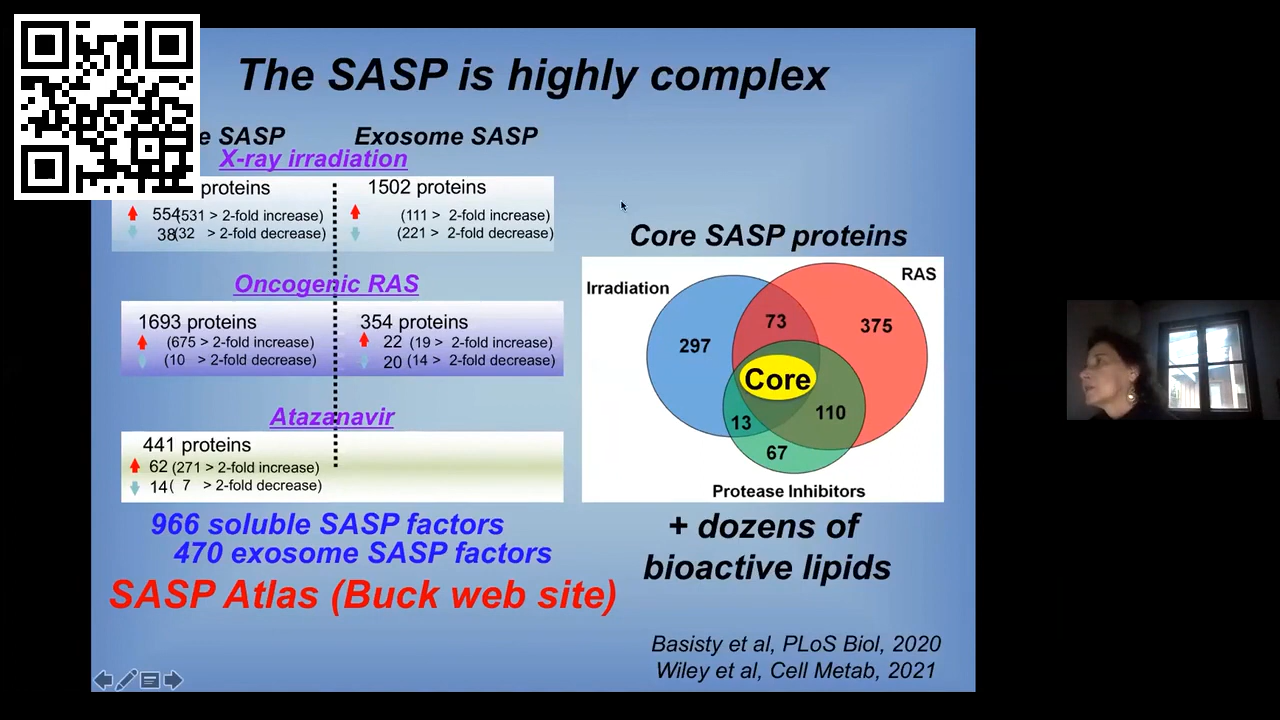 The SASP is highly complex
e SASP Exosome SASP
X-ray irradiation
proteins 1502 proteins
554 (531 > 2-fold increase) (111 > 2-fold increase)
38 (32 > 2-fold decrease) (221 > 2-fold decrease)
Oncogenic RAS
1693 proteins 354 proteins
(675 > 2-fold increase) 22 (19 > 2-fold increase)
(10 > 2-fold decrease) 20 (14 > 2-fold decrease)
Atazanavir
441 proteins
62 (271 > 2-fold increase)
14 ( 7 > 2-fold decrease)
966 soluble SASP factors
470 exosome SASP factors
SASP Atlas (Buck web site)
Core SASP proteins
RAS
Irradiation
73 375
297
Core
110
13
67
Protease Inhibitors
+ dozens of
bioactive lipids
Basisty et al, PLoS Biol, 2020
Wiley et al, Cell Metab, 2021